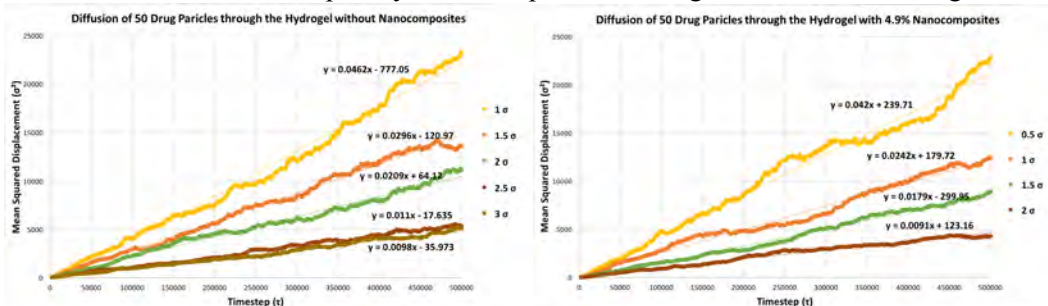 Diffusion of 50 Drug Paricles through the Hydrogel without Nanocomposites
Mean Squared Displacement (σ²)
25000
20000
15000
10000
5000
0
y = 0.0462x - 777.05
y = 0.0296x - 120.97
y = 0.0209x + 64.12
y = 0.011x - 17.635
y = 0.0098x - 35.973
1 σ
1.5 σ
2 σ
2.5 σ
3 σ
0 50000 100000 150000 200000 250000 300000 350000 400000 450000 500000
Timestep (τ)
Diffusion of 50 Drug Particles through the Hydrogel with 4.9% Nanocomposites
Mean Squared Displacement (σ²)
25000
20000
15000
10000
5000
0
y = 0.042x + 239.71
y = 0.0242x + 179.72
y = 0.0179x - 299.95
y = 0.0091x + 123.16
0.5 σ
1 σ
1.5 σ
2 σ
0 50000 100000 150000 200000 250000 300000 350000 400000 450000 500000
Timestep (τ)